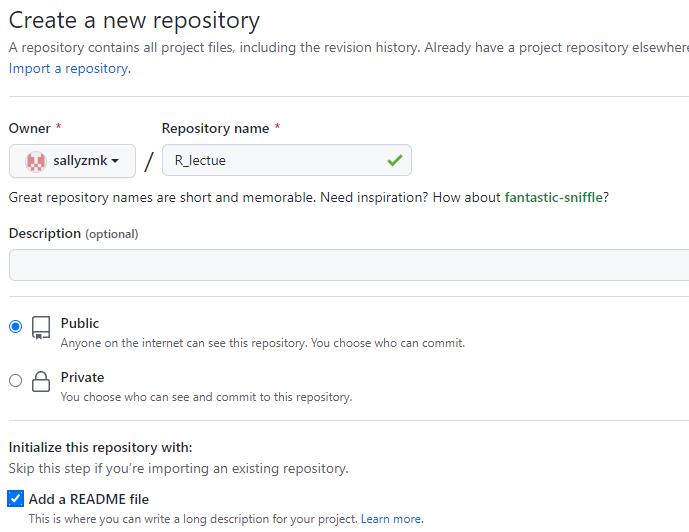 Create a new repository
A repository contains all project files, including the revision history. Already have a project repository elsewhere
Import a repository.
Owner * Repository name *
sallyzmk / R_lectue
Great repository names are short and memorable. Need inspiration? How about fantastic-sniffle?
Description (optional)
Public
Anyone on the internet can see this repository. You choose who can commit.
Private
You choose who can see and commit to this repository.
Initialize this repository with:
Skip this step if you're importing an existing repository.
Add a README file
This is where you can write a long description for your project. Learn more.